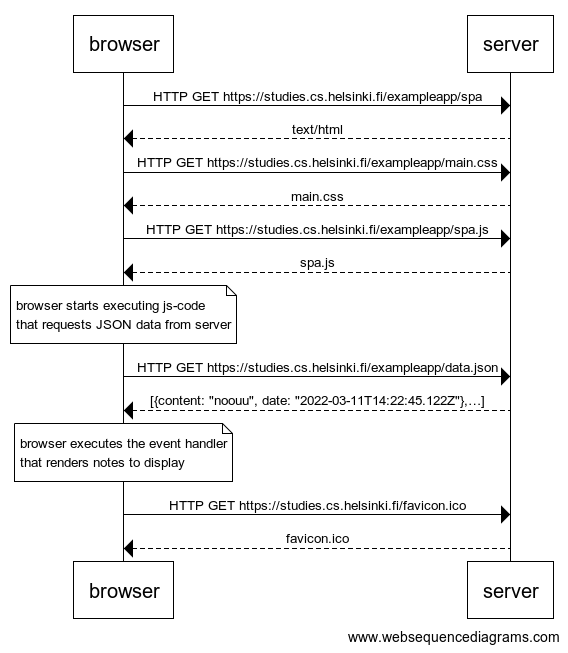 browser server
HTTP GET https://studies.cs.helsinki.fi/exampleapp/spa
text/html
HTTP GET https://studies.cs.helsinki.fi/exampleapp/main.css
main.css
HTTP GET https://studies.cs.helsinki.fi/exampleapp/spa.js
spa.js
browser starts executing js-code
that requests JSON data from server
HTTP GET https://studies.cs.helsinki.fi/exampleapp/data.json
[{content: "noouu", date: "2022-03-11T14:22:45.122Z"},…]
browser executes the event handler
that renders notes to display
HTTP GET https://studies.cs.helsinki.fi/favicon.ico
favicon.ico
browser server
www.websequencediagrams.com